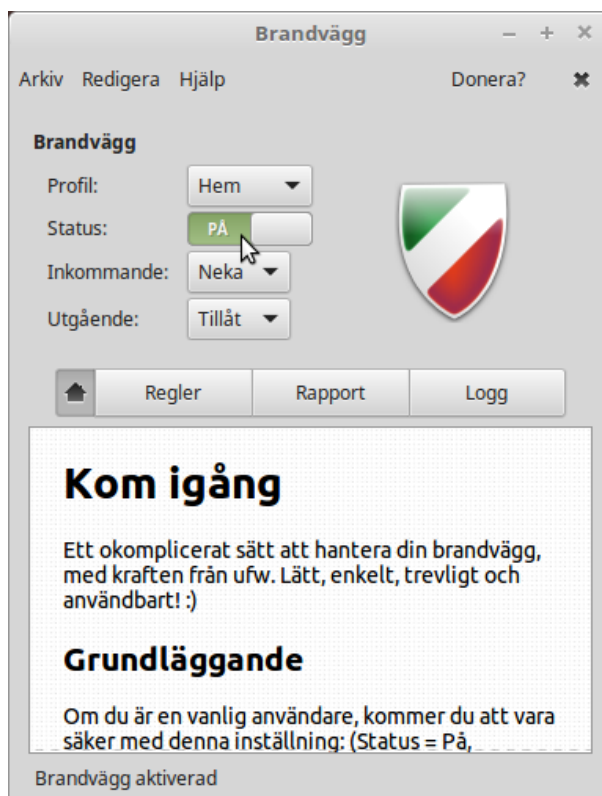 Brandvägg
Arkiv Redigera Hjälp Donera?
Brandvägg
Profil: Hem
Status: PÅ
Inkommande: Neka
Utgående: Tillåt
Regler Rapport Logg
Kom igång
Ett okomplicerat sätt att hantera din brandvägg,
med kraften från ufw. Lätt, enkelt, trevligt och
användbart! :)
Grundläggande
Om du är en vanlig användare, kommer du att vara
säker med denna inställning: (Status = På,
Brandvägg aktiverad